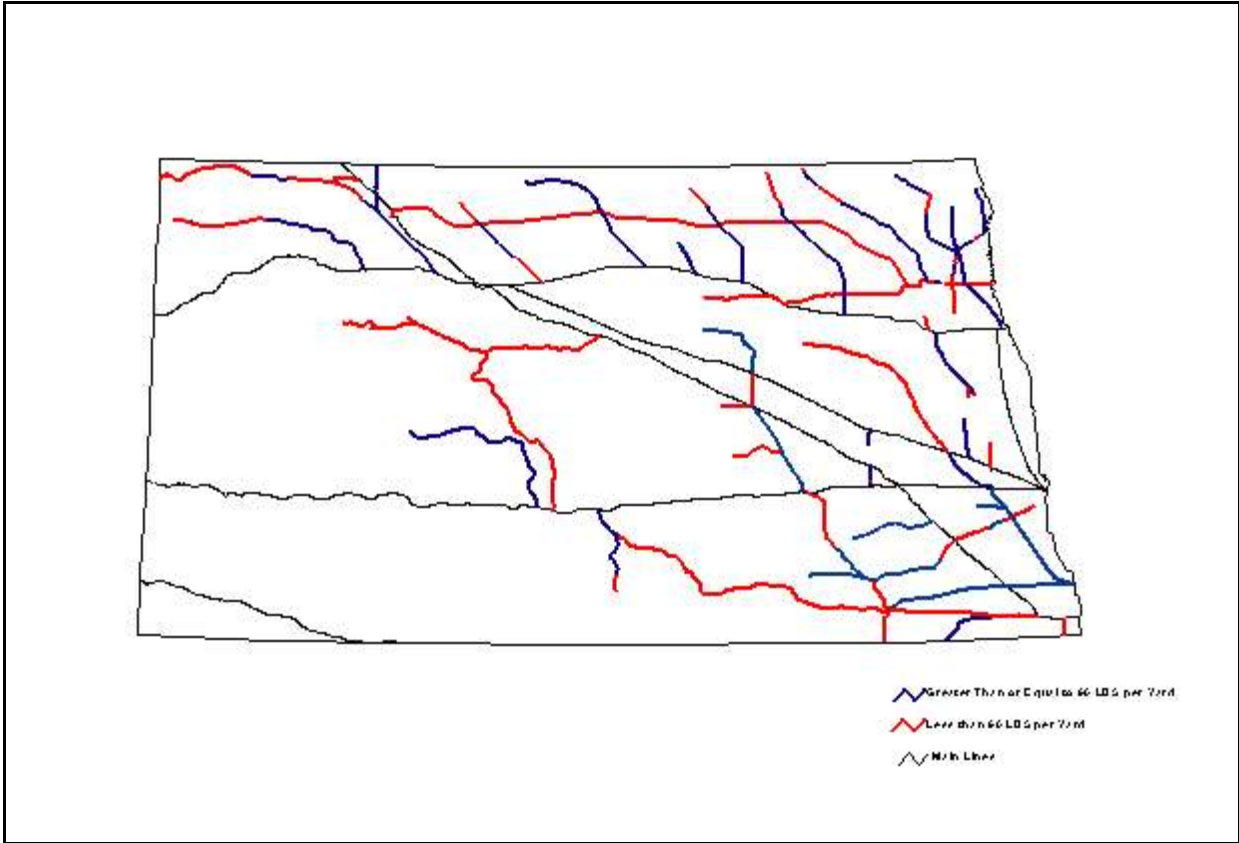 Greater Than or Equal to 66 LBS per Yard
Less than 66 LBS per Yard
Main Lines